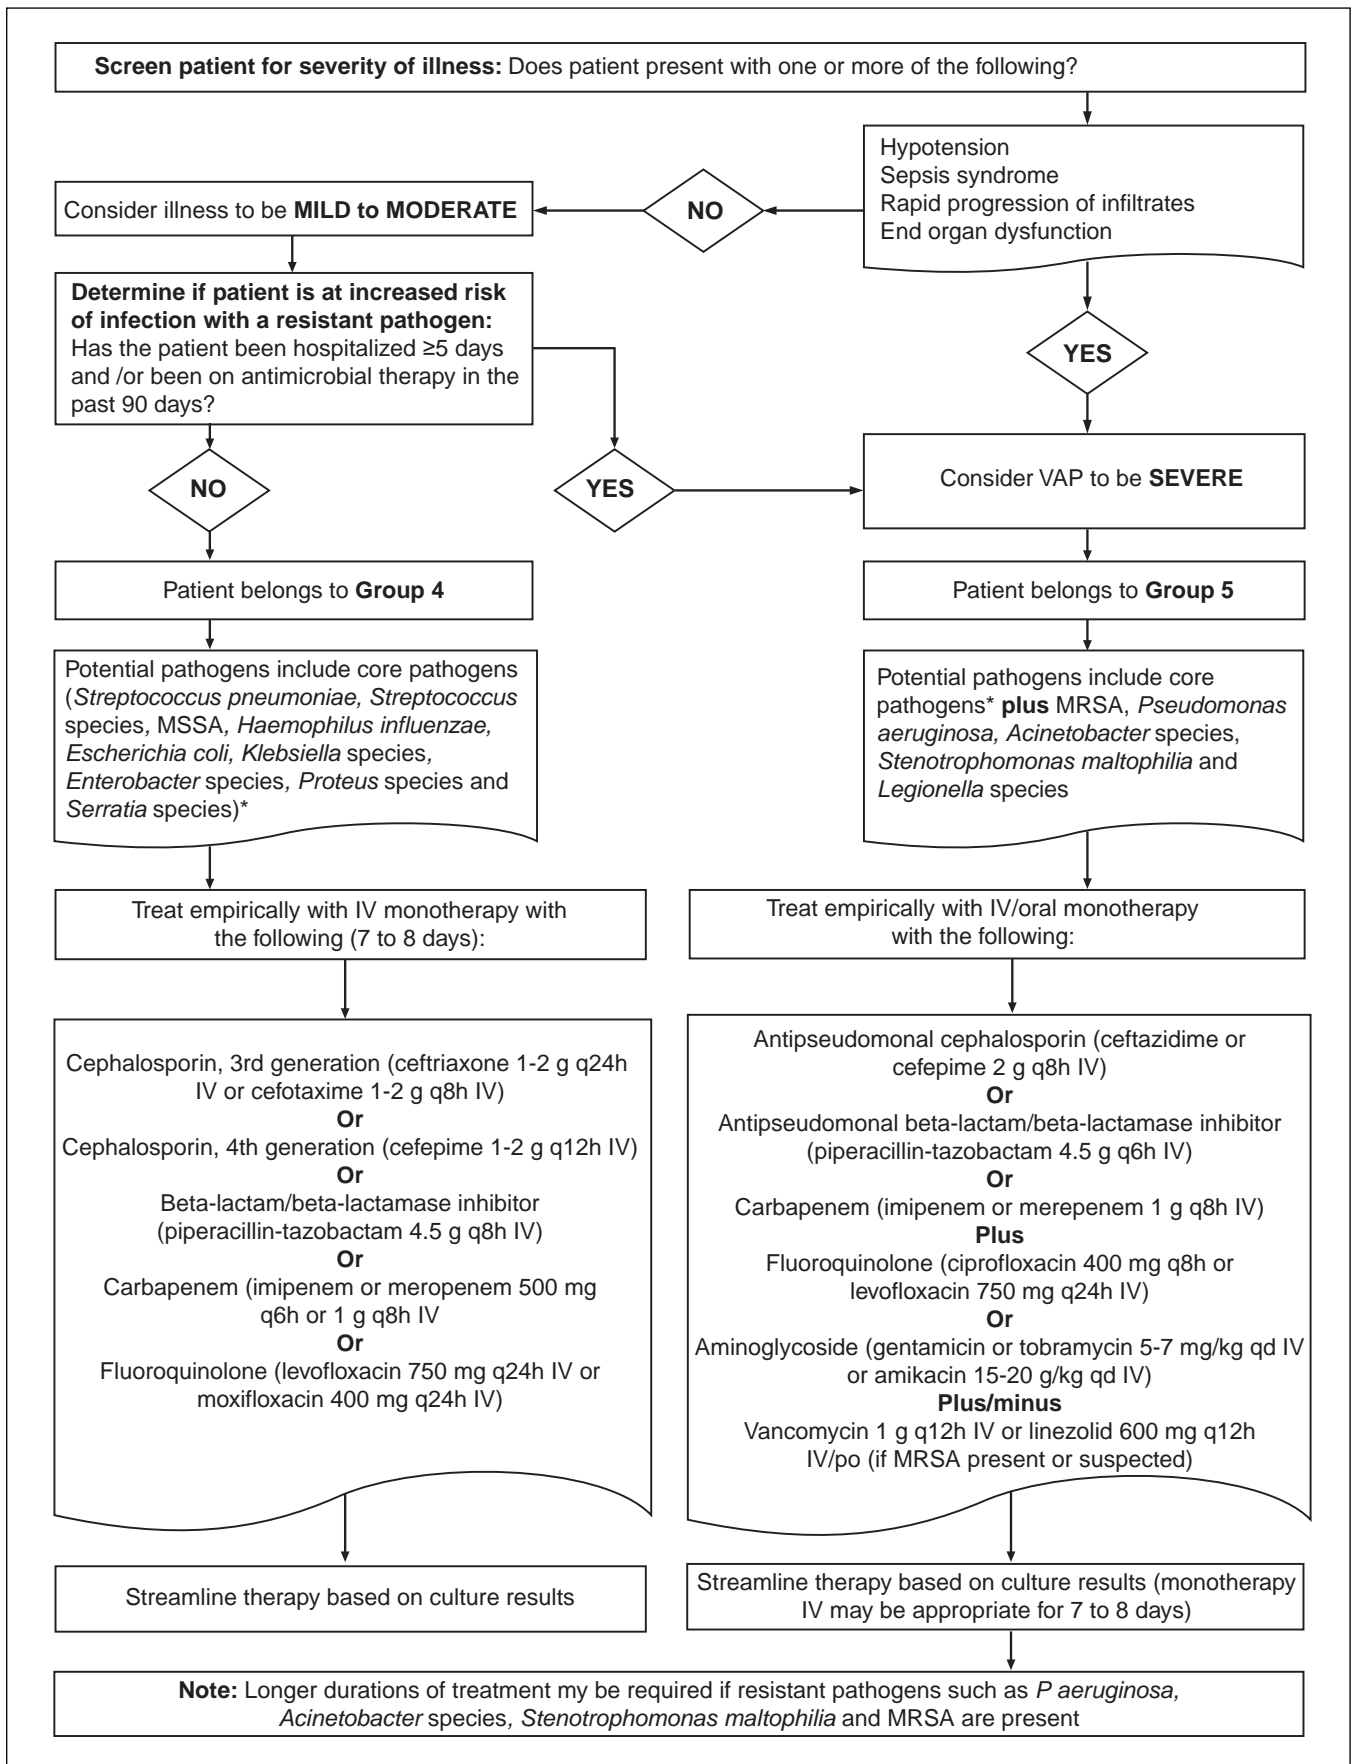 Screen patient for severity of illness: Does patient present with one or more of the following?
Hypotension
Sepsis syndrome
Rapid progression of infiltrates
End organ dysfunction
NO
Consider illness to be MILD to MODERATE
Determine if patient is at increased risk
of infection with a resistant pathogen:
Has the patient been hospitalized ≥5 days
and /or been on antimicrobial therapy in the
past 90 days?
YES
NO
YES
Consider VAP to be SEVERE
Patient belongs to Group 4
Patient belongs to Group 5
Potential pathogens include core pathogens
(Streptococcus pneumoniae, Streptococcus
species, MSSA, Haemophilus influenzae,
Escherichia coli, Klebsiella species,
Enterobacter species, Proteus species and
Serratia species)*
Potential pathogens include core
pathogens* plus MRSA, Pseudomonas
aeruginosa, Acinetobacter species,
Stenotrophomonas maltophilia and
Legionella species
Treat empirically with IV monotherapy with
the following (7 to 8 days):
Treat empirically with IV/oral monotherapy
with the following:
Cephalosporin, 3rd generation (ceftriaxone 1-2 g q24h
IV or cefotaxime 1-2 g q8h IV)
Or
Cephalosporin, 4th generation (cefepime 1-2 g q12h IV)
Or
Beta-lactam/beta-lactamase inhibitor
(piperacillin-tazobactam 4.5 g q8h IV)
Or
Carbapenem (imipenem or meropenem 500 mg
q6h or 1 g q8h IV
Or
Fluoroquinolone (levofloxacin 750 mg q24h IV or
moxifloxacin 400 mg q24h IV)
Antipseudomonal cephalosporin (ceftazidime or
cefepime 2 g q8h IV)
Or
Antipseudomonal beta-lactam/beta-lactamase inhibitor
(piperacillin-tazobactam 4.5 g q6h IV)
Or
Carbapenem (imipenem or merepenem 1 g q8h IV)
Plus
Fluoroquinolone (ciprofloxacin 400 mg q8h or
levofloxacin 750 mg q24h IV)
Or
Aminoglycoside (gentamicin or tobramycin 5-7 mg/kg qd IV
or amikacin 15-20 g/kg qd IV)
Plus/minus
Vancomycin 1 g q12h IV or linezolid 600 mg q12h
IV/po (if MRSA present or suspected)
Streamline therapy based on culture results
Streamline therapy based on culture results (monotherapy
IV may be appropriate for 7 to 8 days)
Note: Longer durations of treatment my be required if resistant pathogens such as P aeruginosa,
Acinetobacter species, Stenotrophomonas maltophilia and MRSA are present